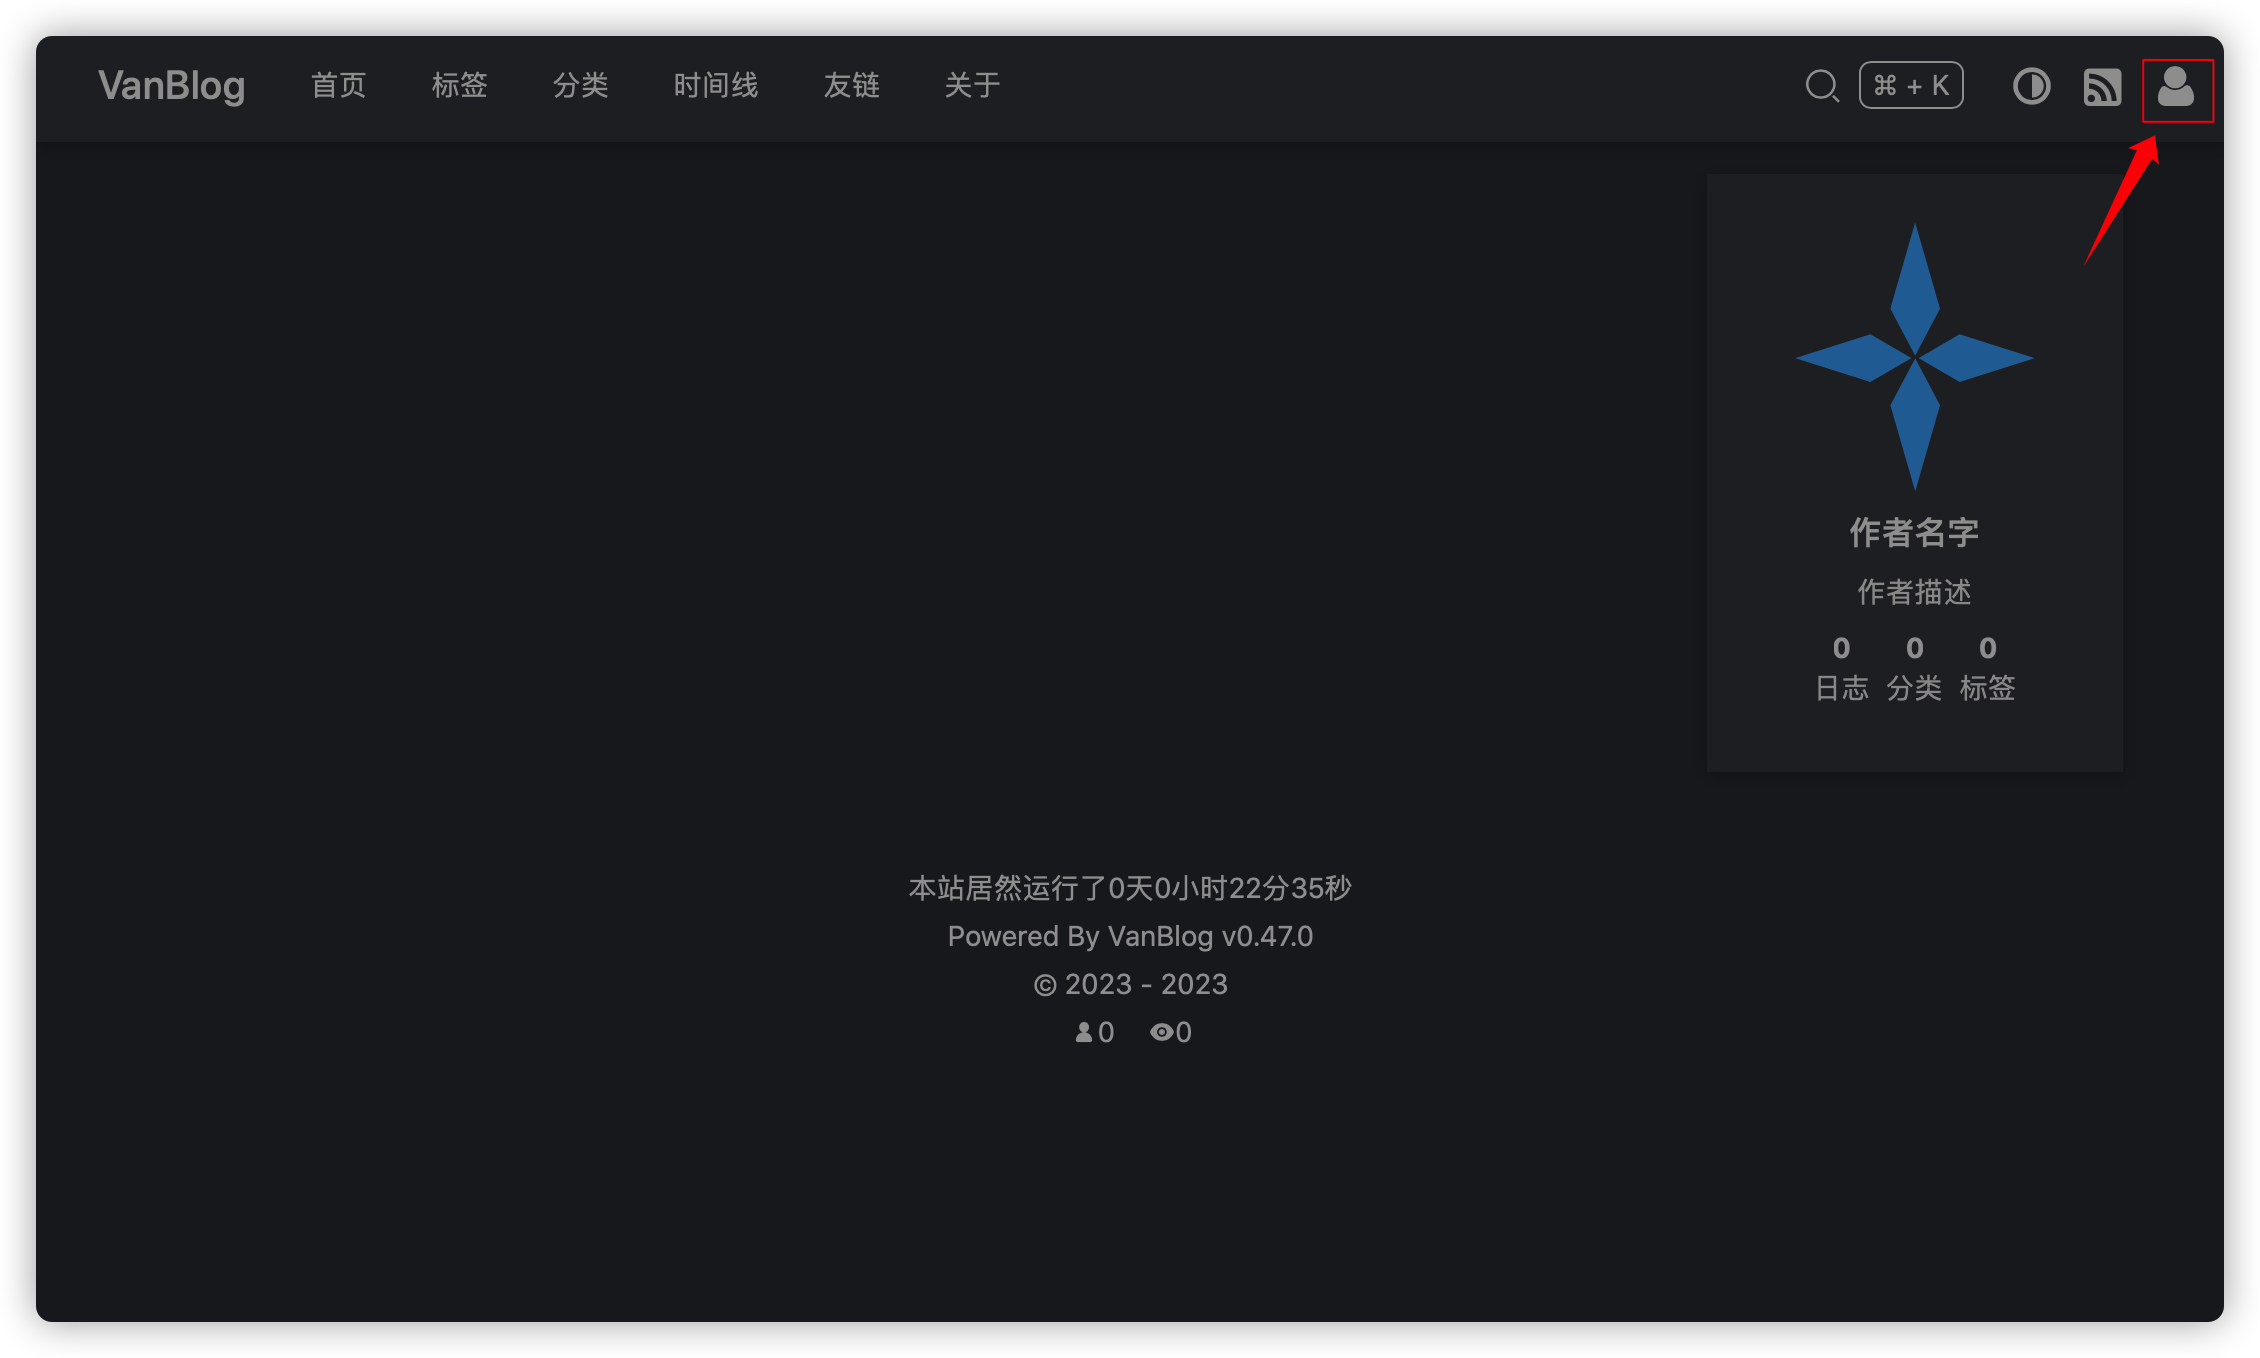 VanBlog 首页 标签 分类 时间线 友链 关于 ⌘ + K
作者名字
作者描述
0 0 0
日志 分类 标签
本站居然运行了0天0小时22分35秒
Powered By VanBlog v0.47.0
© 2023 - 2023
0 0